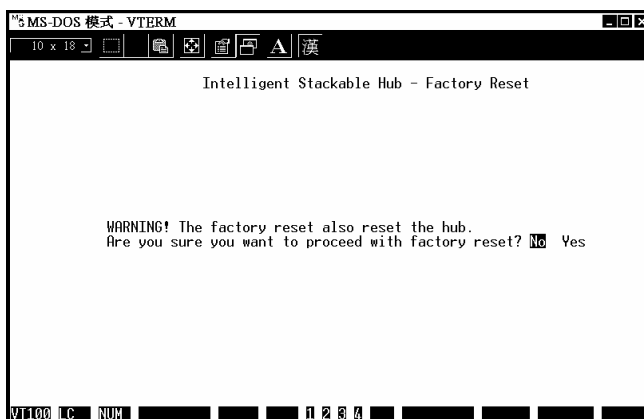 MS-DOS 模式 - VTERM
10 x 18 A 漢
Intelligent Stackable Hub - Factory Reset
WARNING! The factory reset also reset the hub.
Are you sure you want to proceed with factory reset? No Yes
VT100 LC NUM 1 2 3 4